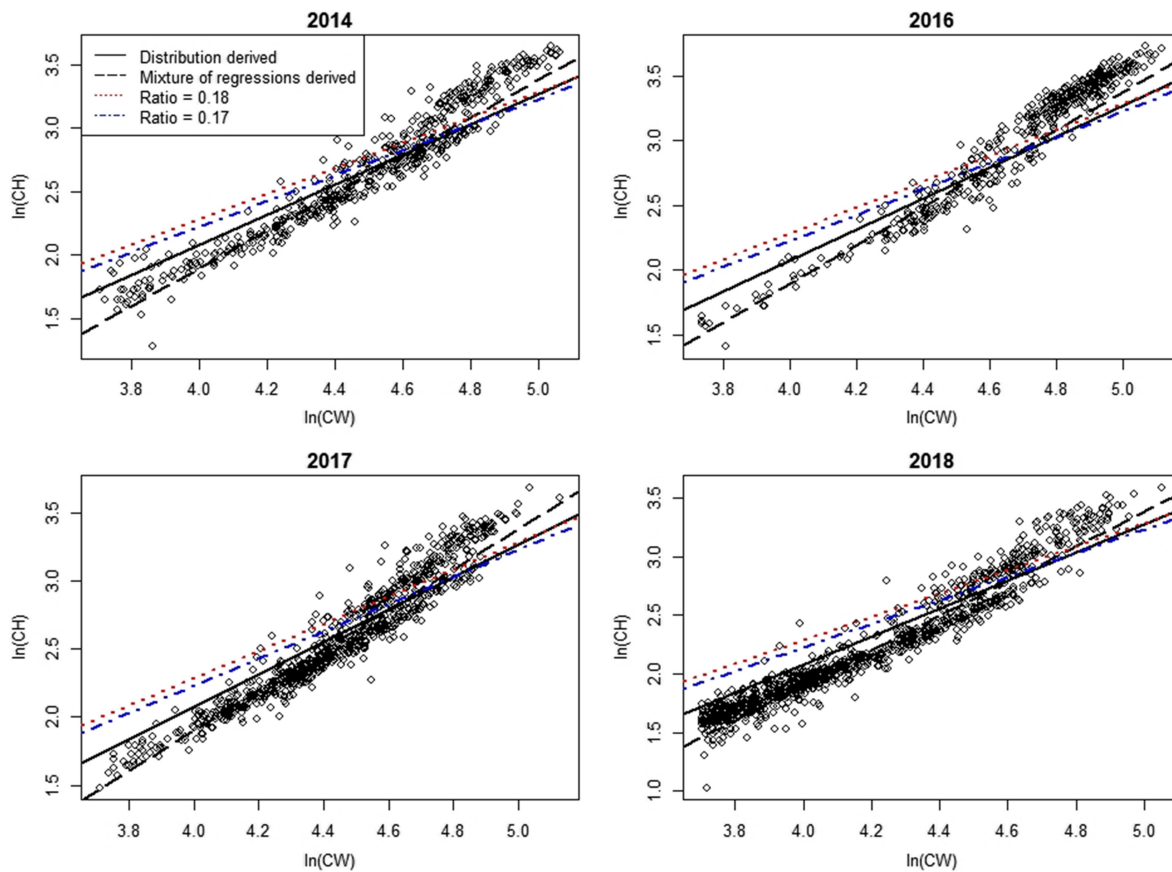 2014
Distribution derived
Mixture of regressions derived
Ratio = 0.18
Ratio = 0.17
ln(CH)
1.5 2.0 2.5 3.0 3.5
3.8 4.0 4.2 4.4 4.6 4.8 5.0
ln(CW)
2016
ln(CH)
1.5 2.0 2.5 3.0 3.5
3.8 4.0 4.2 4.4 4.6 4.8 5.0
ln(CW)
2017
ln(CH)
1.5 2.0 2.5 3.0 3.5
3.8 4.0 4.2 4.4 4.6 4.8 5.0
ln(CW)
2018
ln(CH)
1.0 1.5 2.0 2.5 3.0 3.5
3.8 4.0 4.2 4.4 4.6 4.8 5.0
ln(CW)